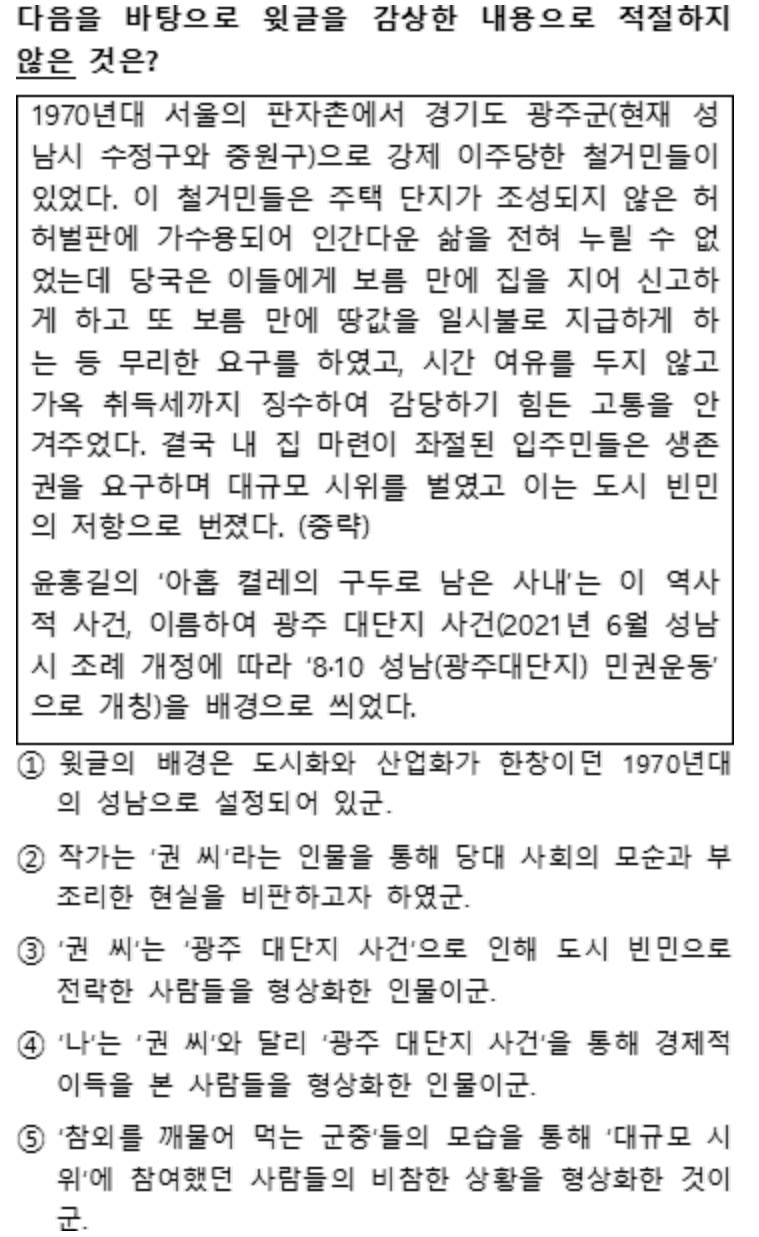 다음을 바탕으로 윗글을 감상한 내용으로 적절하지
않은 것은?
1970년대 서울의 판자촌에서 경기도 광주군(현재 성
남시 수정구와 중원구)으로 강제 이주당한 철거민들이
있었다. 이 철거민들은 주택 단지가 조성되지 않은 허
허벌판에 가수용되어 인간다운 삶을 전혀 누릴 수 없
었는데 당국은 이들에게 보름 만에 집을 지어 신고하
게 하고 또 보름 만에 땅값을 일시불로 지급하게 하
는 등 무리한 요구를 하였고, 시간 여유를 두지 않고
가옥 취득세까지 징수하여 감당하기 힘든 고통을 안
겨주었다. 결국 내 집 마련이 좌절된 입주민들은 생존
권을 요구하며 대규모 시위를 벌였고 이는 도시 빈민
의 저항으로 번졌다. (중략)
윤흥길의 '아홉 켤레의 구두로 남은 사내'는 이 역사
적 사건, 이름하여 광주 대단지 사건(2021년 6월 성남
시 조례 개정에 따라 '8·10 성남(광주대단지) 민권운동'
으로 개칭)을 배경으로 씌었다.
① 윗글의 배경은 도시화와 산업화가 한창이던 1970년대
의 성남으로 설정되어 있군.
② 작가는 '권 씨'라는 인물을 통해 당대 사회의 모순과 부
조리한 현실을 비판하고자 하였군.
③ '권 씨'는 '광주 대단지 사건'으로 인해 도시 빈민으로
전락한 사람들을 형상화한 인물이군.
④ '나'는 '권 씨'와 달리 '광주 대단지 사건'을 통해 경제적
이득을 본 사람들을 형상화한 인물이군.
⑤ '참외를 깨물어 먹는 군중'들의 모습을 통해 '대규모 시
위'에 참여했던 사람들의 비참한 상황을 형상화한 것이
군.